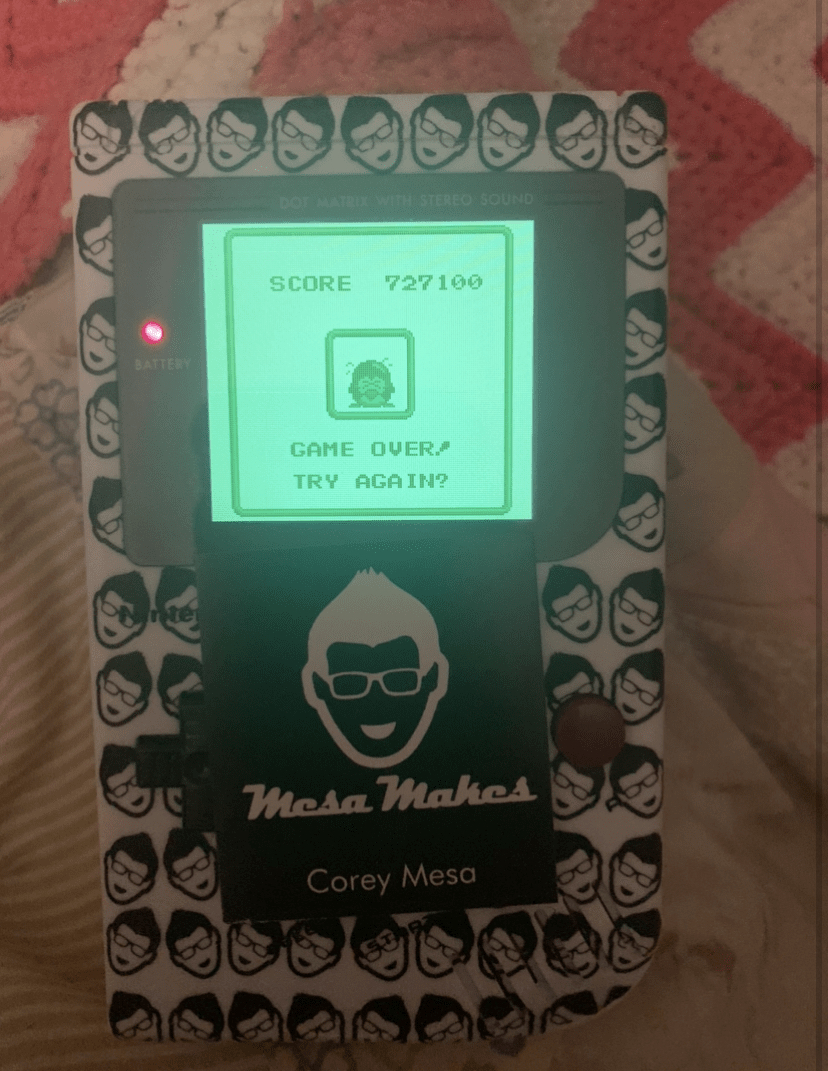 DOT MATRIX WITH STEREO SOUND
SCORE 727100
BATTERY
GAME OVER!
TRY AGAIN?
Mesa Makes
Corey Mesa